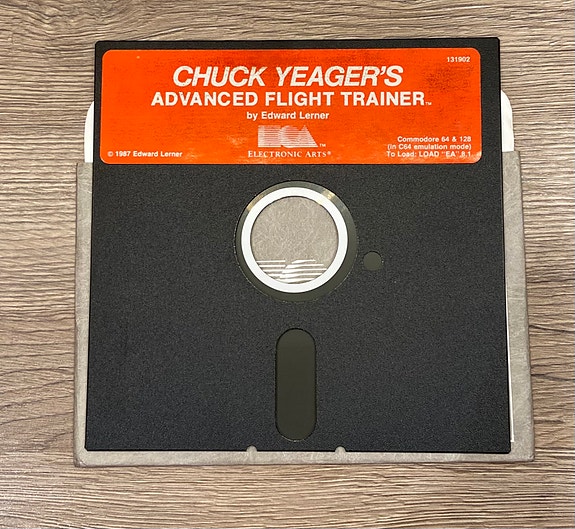 131902
CHUCK YEAGER'S
ADVANCED FLIGHT TRAINER™
by Edward Lerner
™
© 1987 Edward Lerner
ELECTRONIC ARTS®
Commodore 64 & 128
(in C64 emulation mode)
To Load: LOAD "EA",8,1